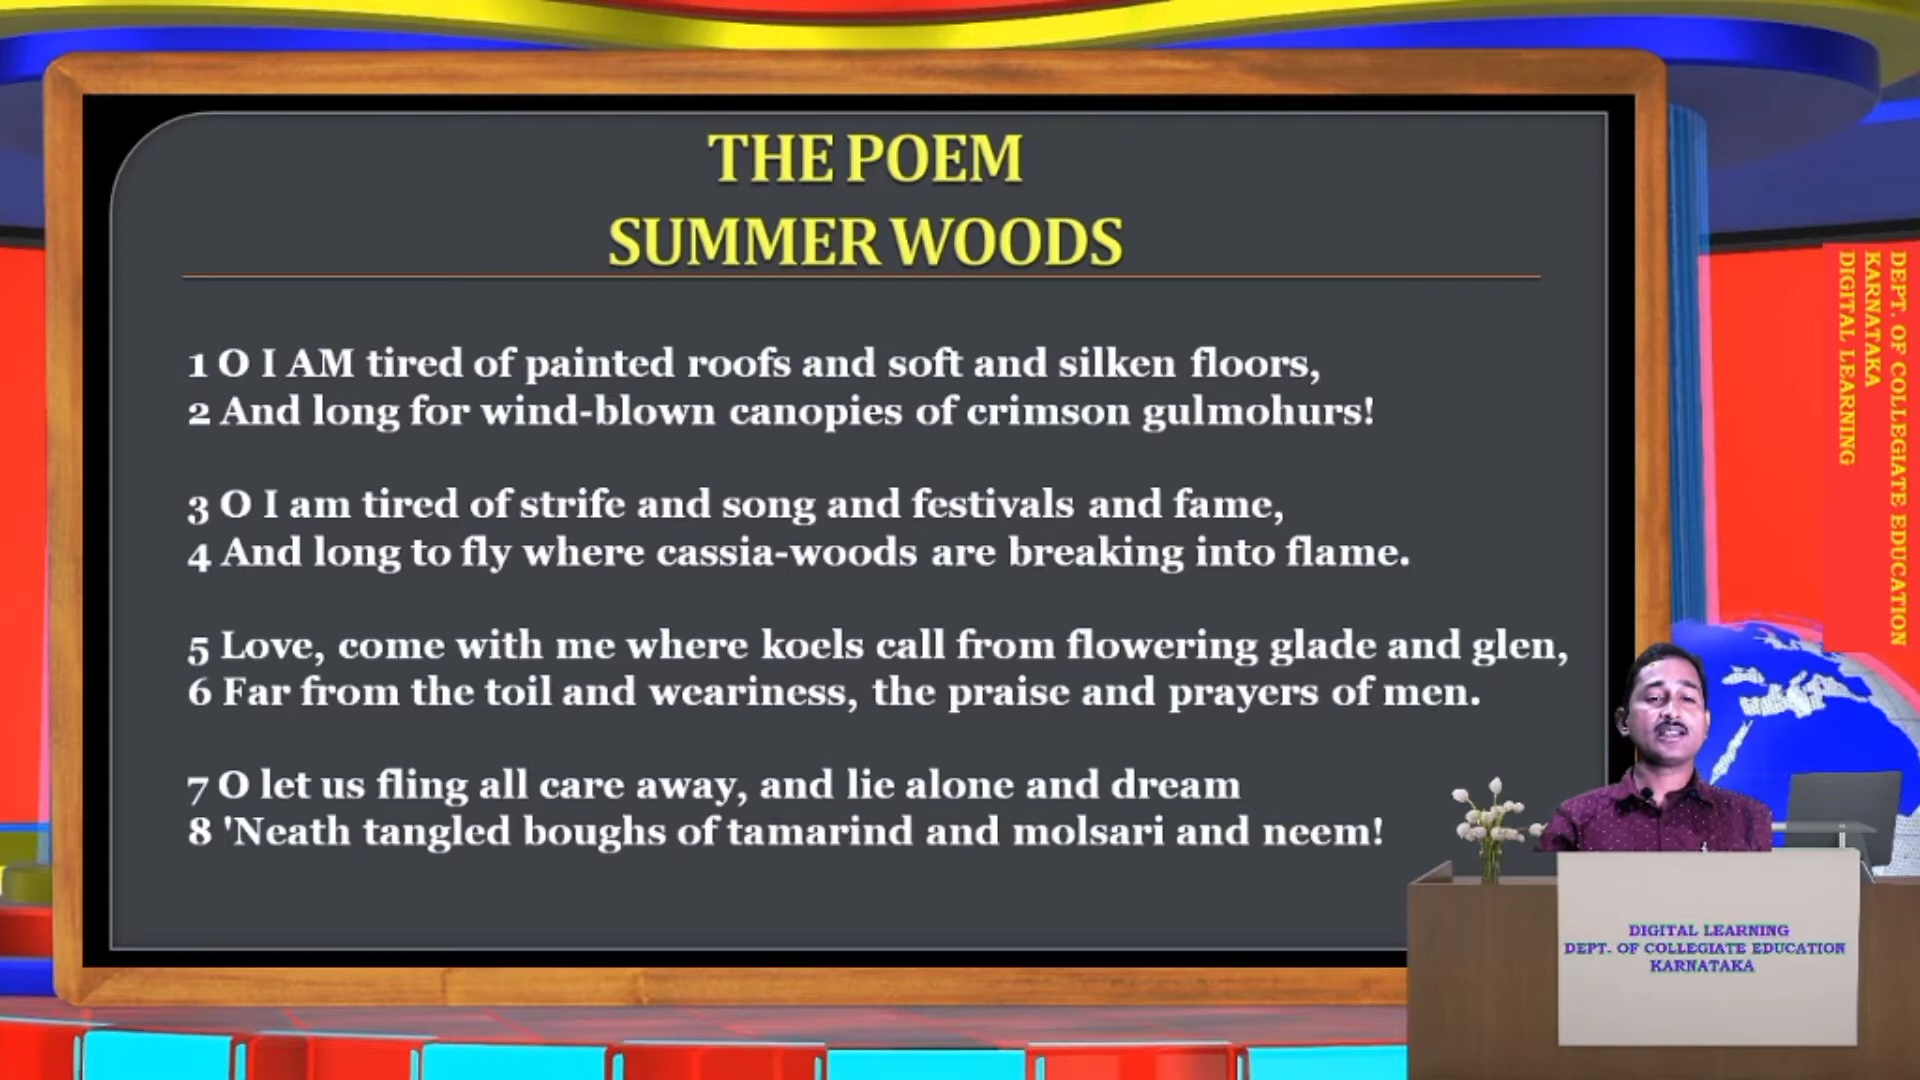 THE POEM
SUMMER WOODS
1 O I AM tired of painted roofs and soft and silken floors,
2 And long for wind-blown canopies of crimson gulmohurs!
3 O I am tired of strife and song and festivals and fame,
4 And long to fly where cassia-woods are breaking into flame.
5 Love, come with me where koels call from flowering glade and glen,
6 Far from the toil and weariness, the praise and prayers of men.
7 O let us fling all care away, and lie alone and dream
8 'Neath tangled boughs of tamarind and molsari and neem!
DEPT. OF COLLEGIATE EDUCATION
KARNATAKA
DIGITAL LEARNING
DIGITAL LEARNING
DEPT. OF COLLEGIATE EDUCATION
KARNATAKA